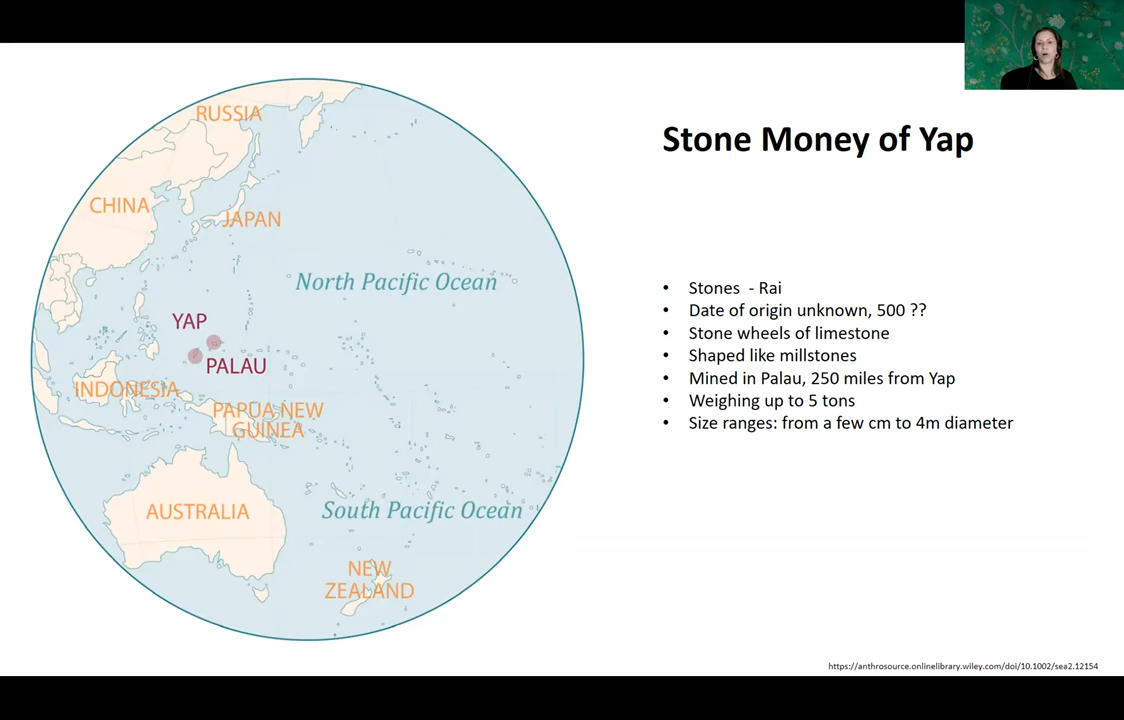 Stone Money of Yap
RUSSIA
CHINA
JAPAN
North Pacific Ocean
YAP
PALAU
INDONESIA
PAPUA NEW
GUINEA
AUSTRALIA
South Pacific Ocean
NEW
ZEALAND
• Stones - Rai
• Date of origin unknown, 500 ??
• Stone wheels of limestone
• Shaped like millstones
• Mined in Palau, 250 miles from Yap
• Weighing up to 5 tons
• Size ranges: from a few cm to 4m diameter
https://anthrosource.onlinelibrary.wiley.com/doi/10.1002/sea2.12154